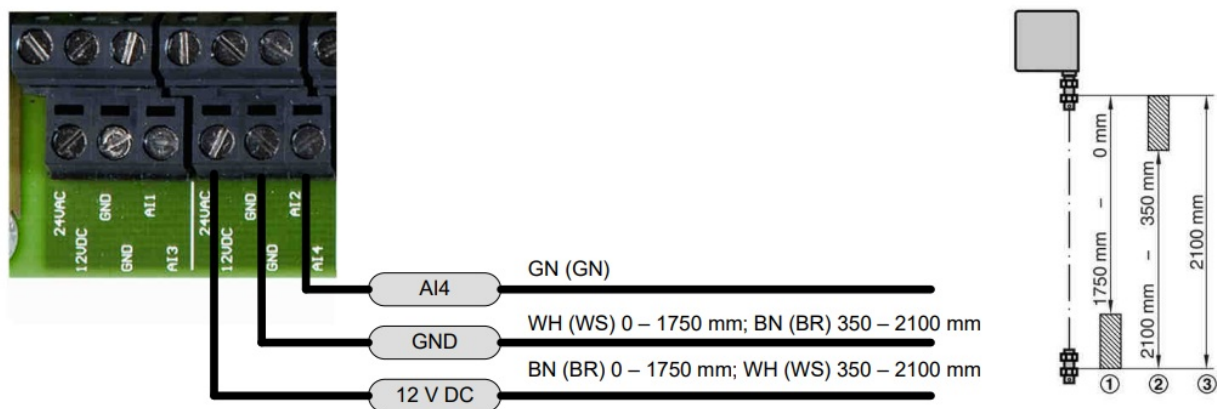 24VAC
12VDC
GND
GND
AI1
AI3
24VAC
12VDC
GND
GND
AI2
AI4
AI4
GN (GN)
GND
WH (WS) 0 – 1750 mm; BN (BR) 350 – 2100 mm
12 V DC
BN (BR) 0 – 1750 mm; WH (WS) 350 – 2100 mm
1750 mm – 0 mm
2100 mm – 350 mm
2100 mm
① ② ③